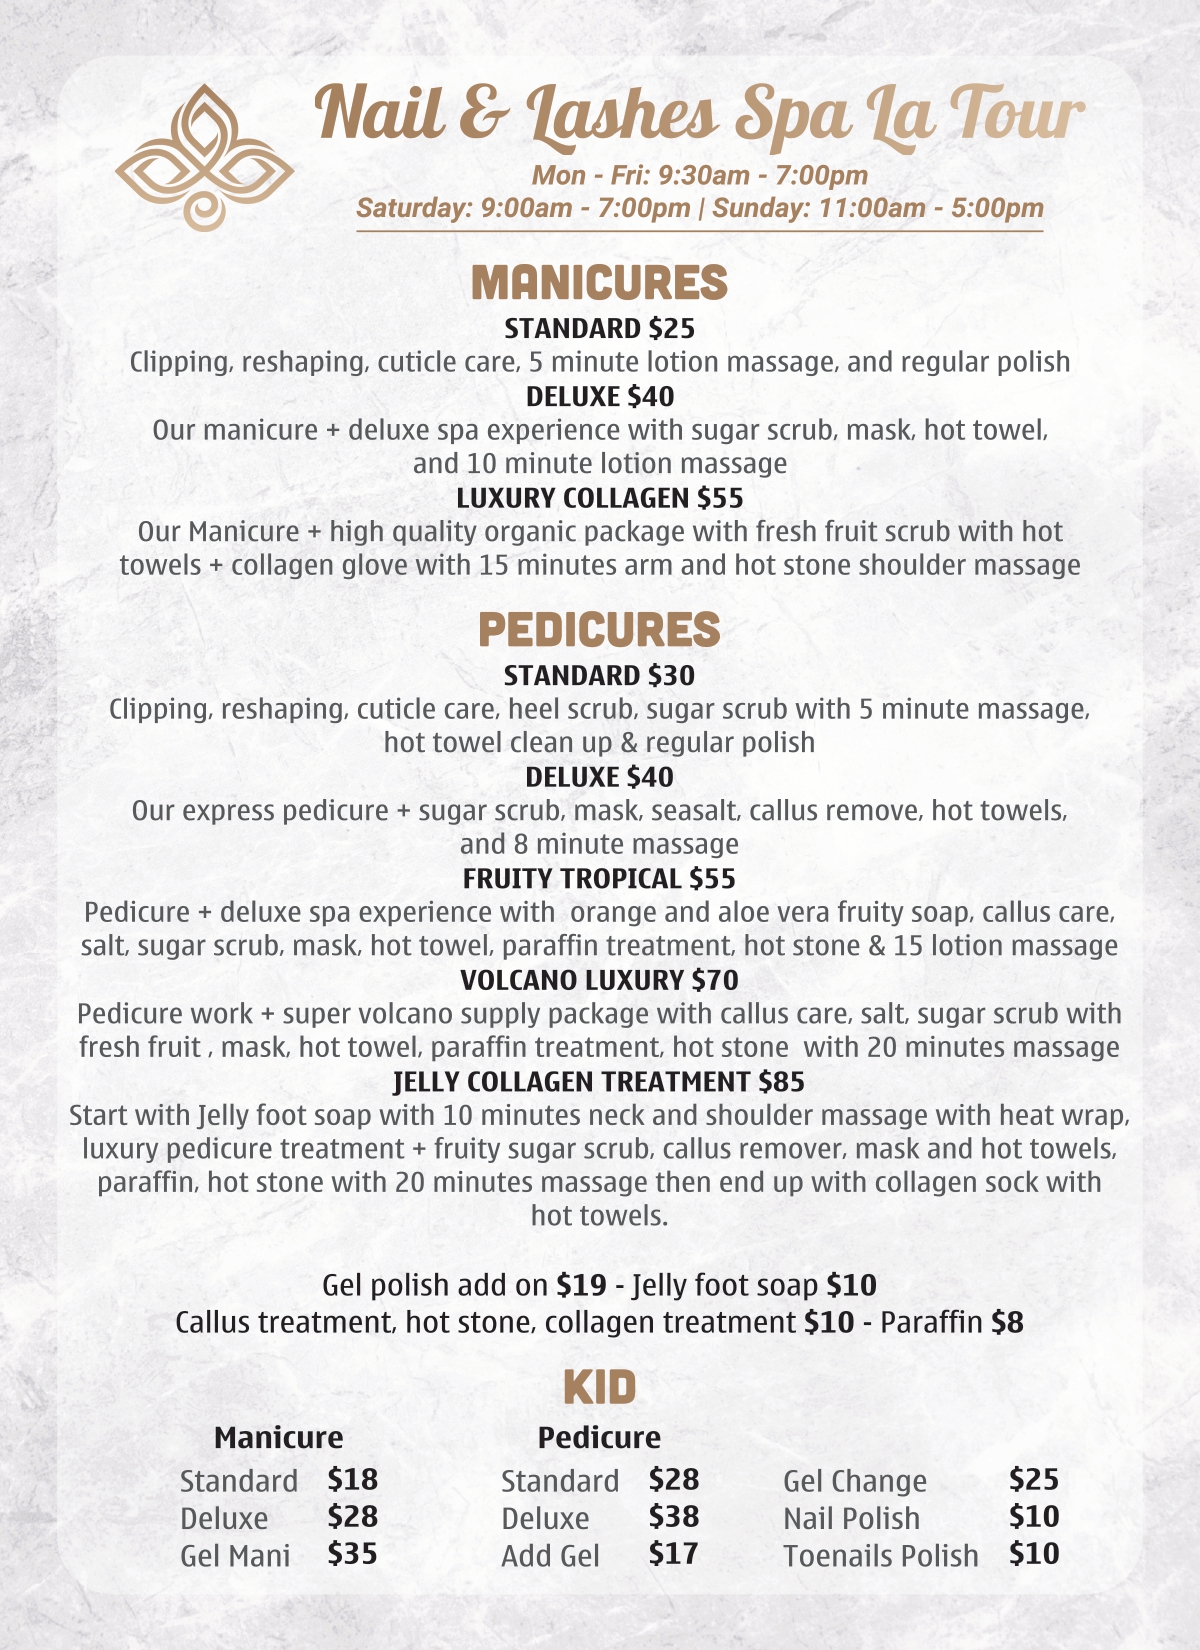 Nail & Lashes Spa La Tour
Mon - Fri: 9:30am - 7:00pm
Saturday: 9:00am - 7:00pm | Sunday: 11:00am - 5:00pm
MANICURES
STANDARD $25
Clipping, reshaping, cuticle care, 5 minute lotion massage, and regular polish
DELUXE $40
Our manicure + deluxe spa experience with sugar scrub, mask, hot towel,
and 10 minute lotion massage
LUXURY COLLAGEN $55
Our Manicure + high quality organic package with fresh fruit scrub with hot
towels + collagen glove with 15 minutes arm and hot stone shoulder massage
PEDICURES
STANDARD $30
Clipping, reshaping, cuticle care, heel scrub, sugar scrub with 5 minute massage,
hot towel clean up & regular polish
DELUXE $40
Our express pedicure + sugar scrub, mask, seasalt, callus remove, hot towels,
and 8 minute massage
FRUITY TROPICAL $55
Pedicure + deluxe spa experience with orange and aloe vera fruity soap, callus care,
salt, sugar scrub, mask, hot towel, paraffin treatment, hot stone & 15 lotion massage
VOLCANO LUXURY $70
Pedicure work + super volcano supply package with callus care, salt, sugar scrub with
fresh fruit , mask, hot towel, paraffin treatment, hot stone with 20 minutes massage
JELLY COLLAGEN TREATMENT $85
Start with Jelly foot soap with 10 minutes neck and shoulder massage with heat wrap,
luxury pedicure treatment + fruity sugar scrub, callus remover, mask and hot towels,
paraffin, hot stone with 20 minutes massage then end up with collagen sock with
hot towels.
Gel polish add on $19 - Jelly foot soap $10
Callus treatment, hot stone, collagen treatment $10 - Paraffin $8
KID
Manicure
Standard $18
Deluxe $28
Gel Mani $35
Pedicure
Standard $28
Deluxe $38
Add Gel $17
Gel Change $25
Nail Polish $10
Toenails Polish $10